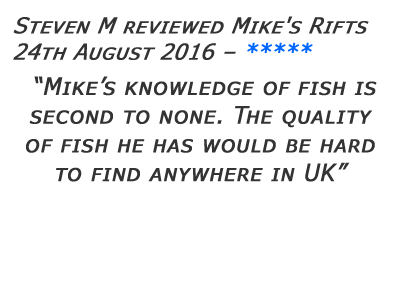 Steven M reviewed Mike's Rifts
24th August 2016 – *****
“Mike’s knowledge of fish is
second to none. The quality
of fish he has would be hard
to find anywhere in UK”